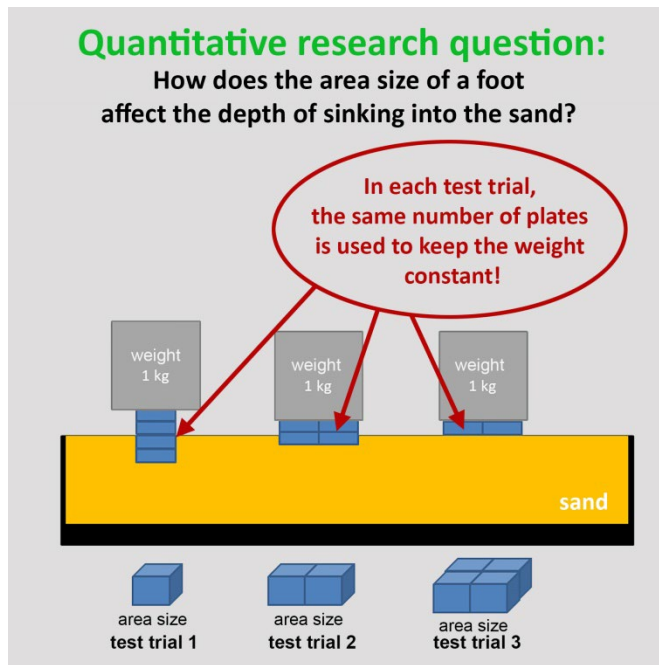 Quantitative research question:
How does the area size of a foot
affect the depth of sinking into the sand?
In each test trial,
the same number of plates
is used to keep the weight
constant!
weight
1 kg
weight
1 kg
weight
1 kg
sand
area size
test trial 1
area size
test trial 2
area size
test trial 3